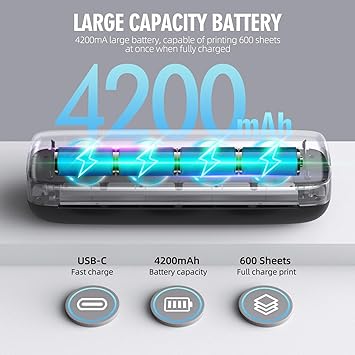 LARGE CAPACITY BATTERY
4200mA large battery, capable of printing 600 sheets
at once when fully charged
4200mAh
USB-C
Fast charge
4200mAh
Battery capacity
600 Sheets
Full charge print